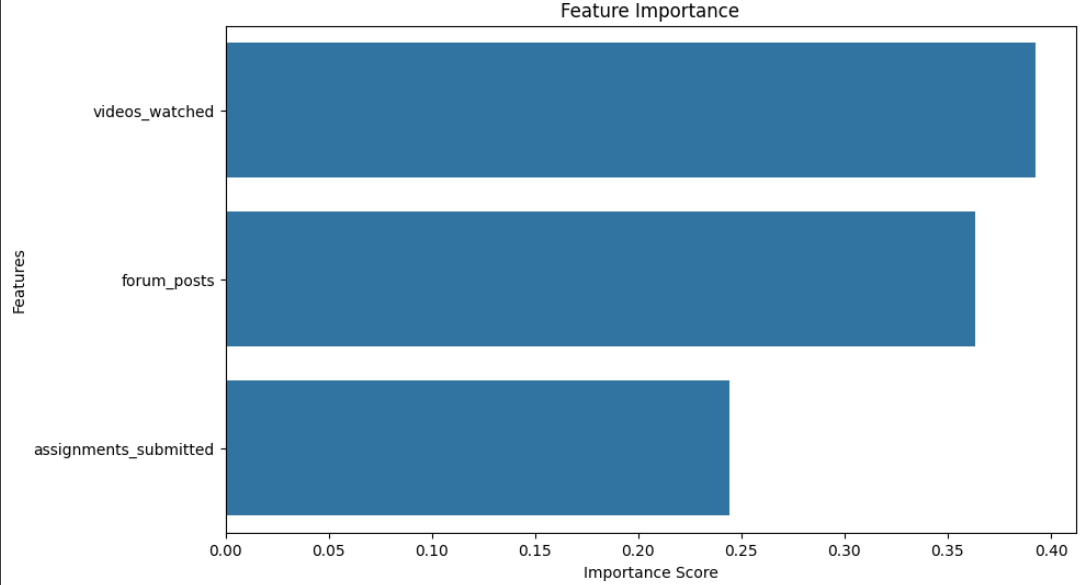 Feature Importance
videos_watched
forum_posts
assignments_submitted
Features
0.00 0.05 0.10 0.15 0.20 0.25 0.30 0.35 0.40
Importance Score